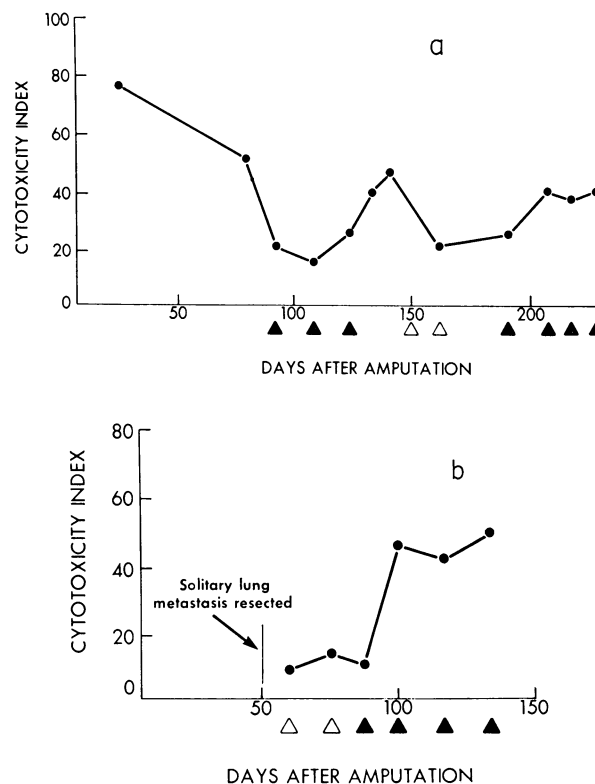 a
100
80
60
40
20
0
CYTOTOXICITY INDEX
50 100 150 200
DAYS AFTER AMPUTATION
b
80
60
40
20
0
CYTOTOXICITY INDEX
Solitary lung
metastasis resected
50 100 150
DAYS AFTER AMPUTATION